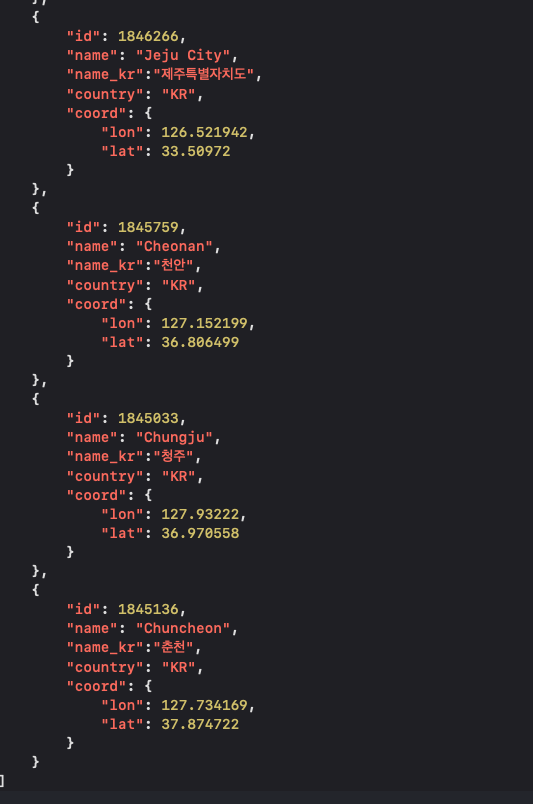 },
{
"id": 1846266,
"name": "Jeju City",
"name_kr":"제주특별자치도",
"country": "KR",
"coord": {
"lon": 126.521942,
"lat": 33.50972
}
},
{
"id": 1845759,
"name": "Cheonan",
"name_kr":"천안",
"country": "KR",
"coord": {
"lon": 127.152199,
"lat": 36.806499
}
},
{
"id": 1845033,
"name": "Chungju",
"name_kr":"청주",
"country": "KR",
"coord": {
"lon": 127.93222,
"lat": 36.970558
}
},
{
"id": 1845136,
"name": "Chuncheon",
"name_kr":"춘천",
"country": "KR",
"coord": {
"lon": 127.734169,
"lat": 37.874722
}
}
]